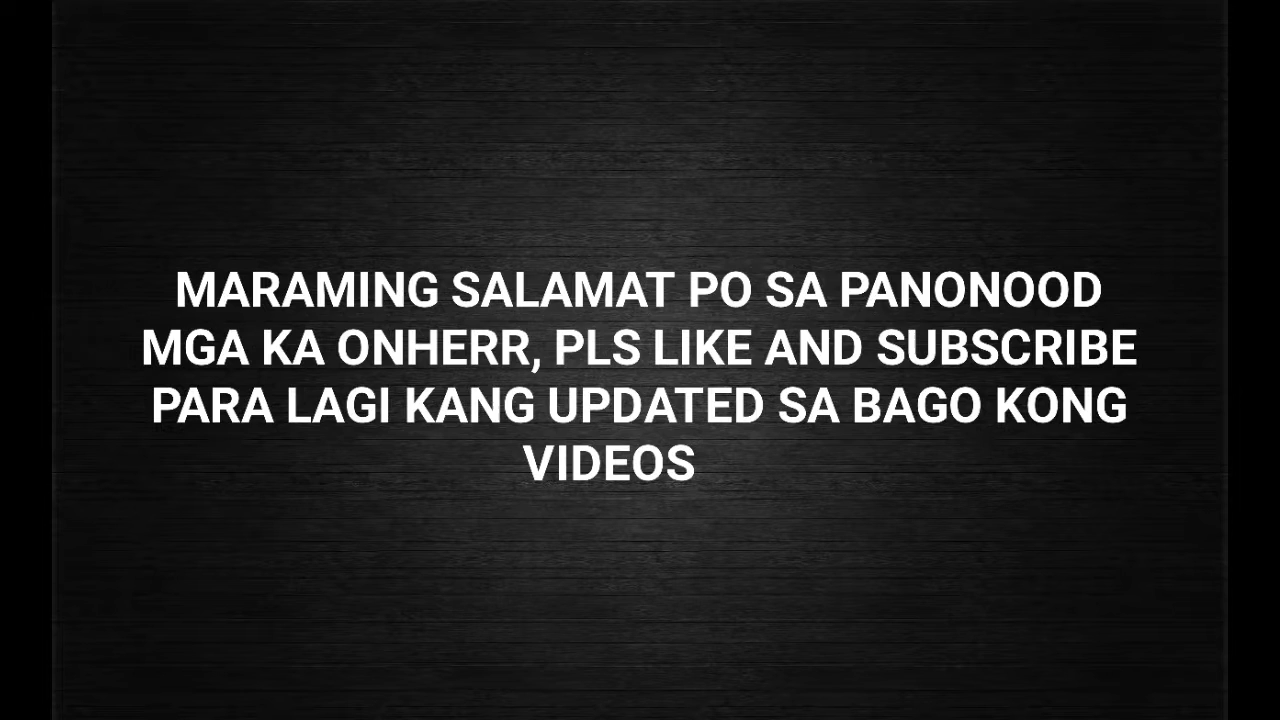 MARAMING SALAMAT PO SA PANONOOD
MGA KA ONHERR, PLS LIKE AND SUBSCRIBE
PARA LAGI KANG UPDATED SA BAGO KONG
VIDEOS